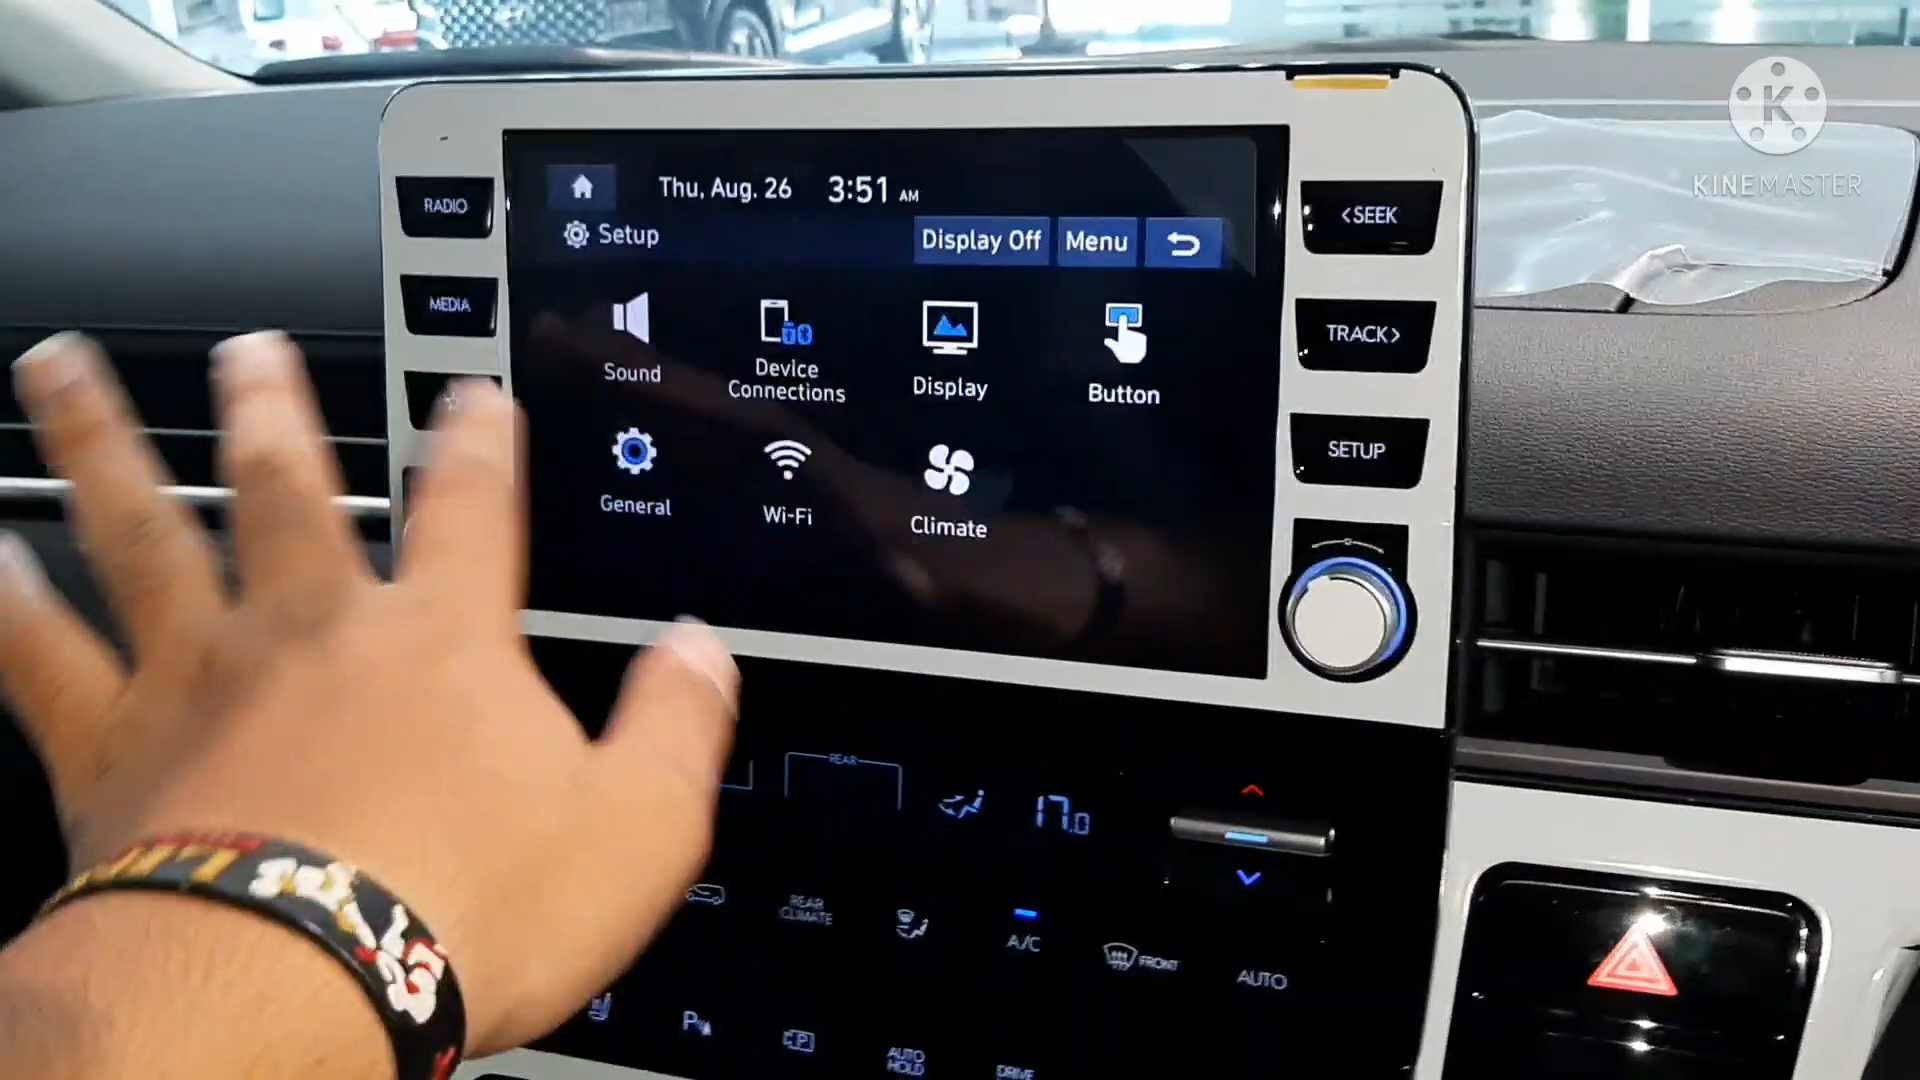 KINEMASTER
RADIO
MEDIA
Thu, Aug. 26 3:51 AM
Setup
Display Off Menu
Sound
Device
Connections
Display
Button
General
Wi-Fi
Climate
<SEEK
TRACK>
SETUP
REAR
17.0
REAR
CLIMATE
A/C
FRONT
AUTO
P
P
AUTO
HOLD
DRIVE